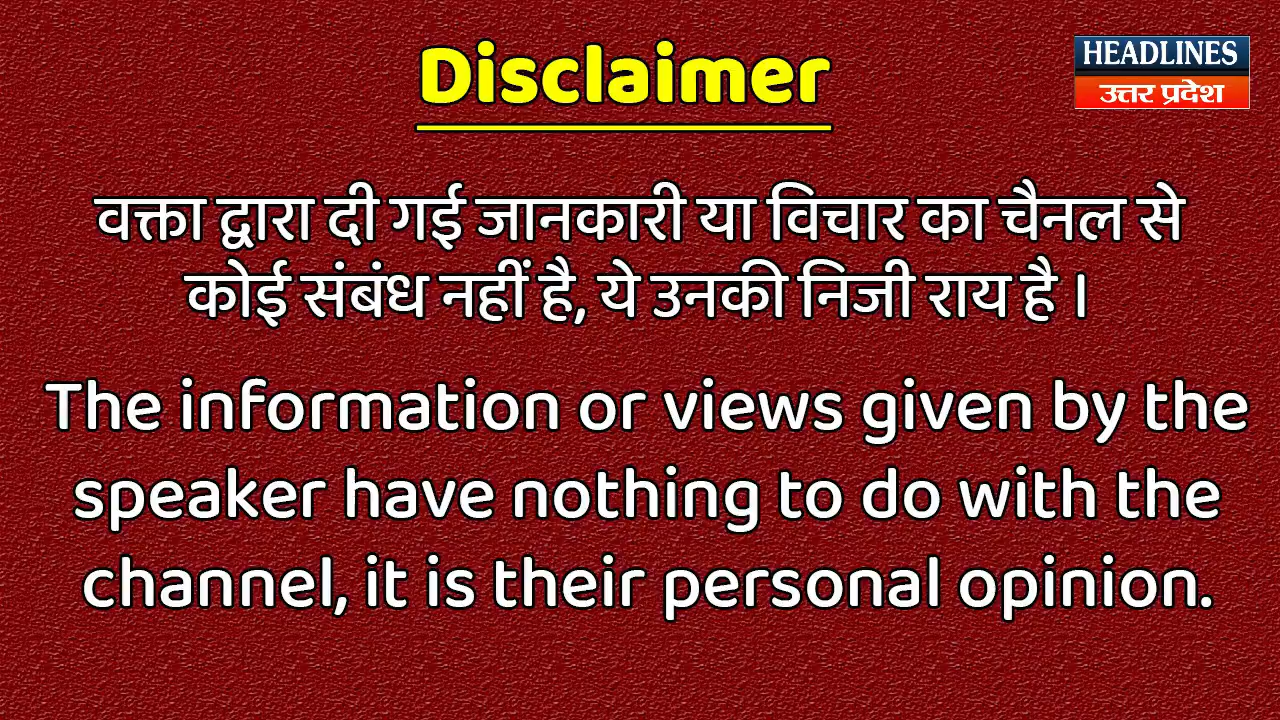 Disclaimer
HEADLINES
उत्तर प्रदेश
वक्ता द्वारा दी गई जानकारी या विचार का चैनल से
कोई संबंध नहीं है, ये उनकी निजी राय है ।
The information or views given by the
speaker have nothing to do with the
channel, it is their personal opinion.